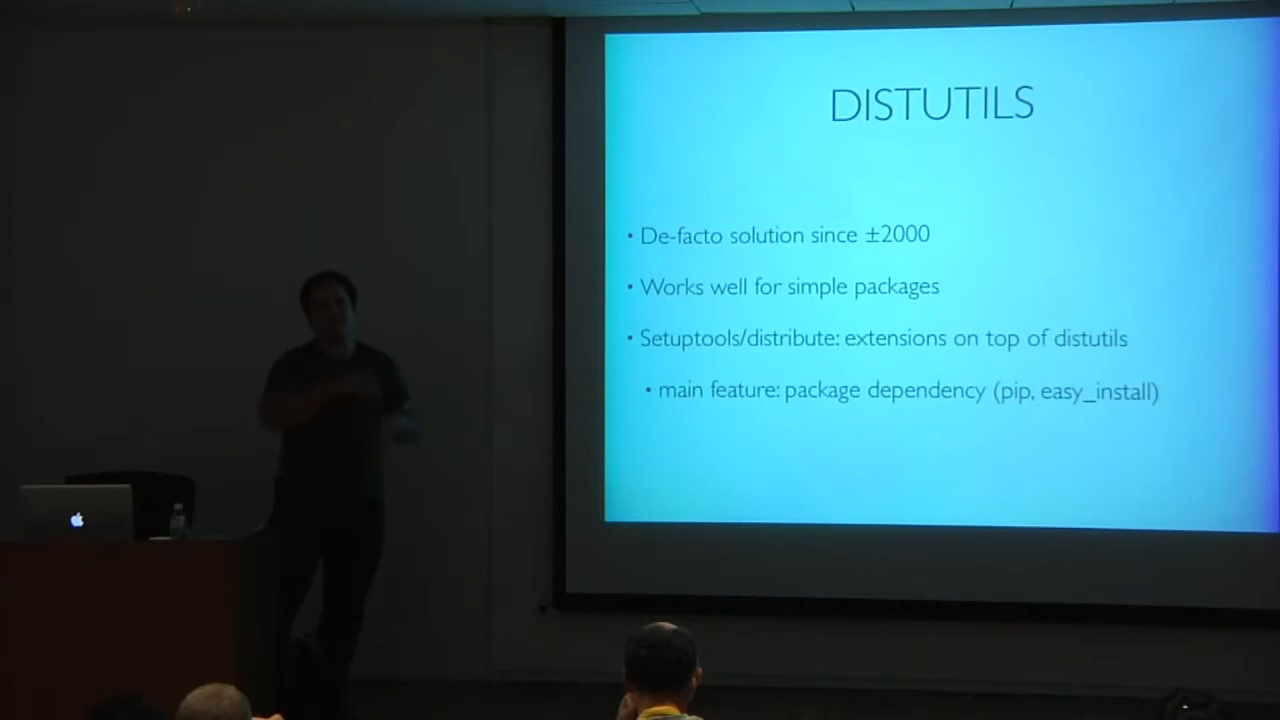 DISTUTILS
• De-facto solution since ±2000
• Works well for simple packages
• Setuptools/distribute: extensions on top of distutils
• main feature: package dependency (pip, easy_install)